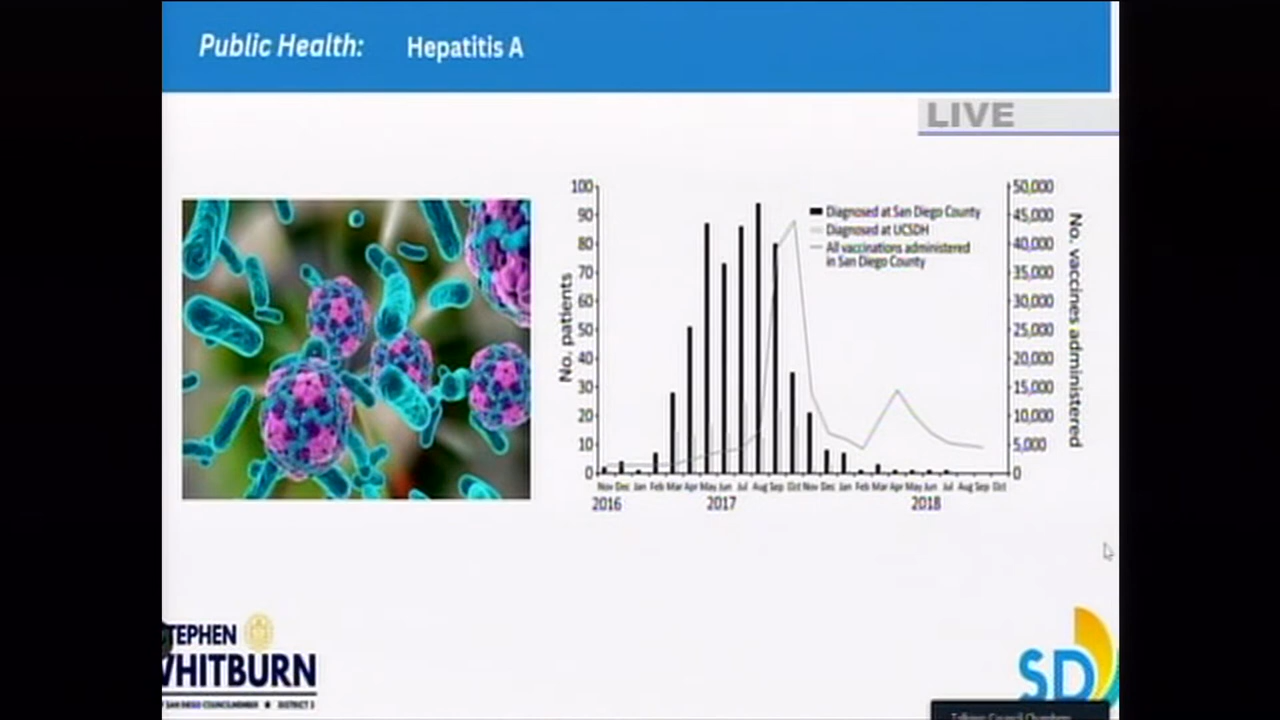 Public Health: Hepatitis A
LIVE
100
90
80
70
60
50
40
30
20
10
0
No. patients
Diagnosed at San Diego County
Diagnosed at UCSDH
All vaccinations administered
in San Diego County
50,000
45,000
40,000
35,000
30,000
25,000
20,000
15,000
10,000
5,000
0
No. vaccines administered
Nov Dec Jan Feb Mar Apr May Jun Jul Aug Sep Oct Nov Dec Jan Feb Mar Apr May Jun Jul Aug Sep Oct
2016 2017 2018
TEPHEN
WHITBURN
SAN DIEGO COUNCILMEMBER ★ DISTRICT 3
SD